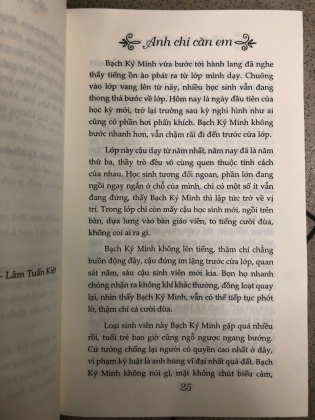 Anh chỉ cần em
Bạch Ký Minh vừa bước tới hành lang đã nghe
thấy tiếng ồn ào phát ra từ lớp mình dạy. Chuông
vào lớp vang lên từ nãy, nhiều học sinh vẫn đang
thong thả bước về lớp. Hôm nay là ngày đầu tiên của
học kỳ mới, trở lại trường sau kỳ nghỉ hình như ai
cũng có phần hơi phấn khích. Bạch Ký Minh không
bước nhanh hơn, vẫn chậm rãi đi đến trước cửa lớp.
Lớp này cậu dạy từ năm nhất, năm nay đã là năm
thứ ba, thầy trò đều vô cùng quen thuộc tính cách
của nhau. Học sinh tương đối ngoan, phần lớn đang
ngồi ngay ngắn ở chỗ của mình, chỉ có một số ít vẫn
đang đứng, thấy Bạch Ký Minh thì lập tức trở về vị
trí. Trong lớp chỉ còn mấy cậu học sinh mới, ngồi trên
bàn, dựa lưng vào bàn giáo viên, to tiếng cười đùa,
không coi ai ra gì.
Bạch Ký Minh không lên tiếng, thậm chí chẳng
buồn động đậy, cậu đứng im lặng trước cửa lớp, quan
sát năm, sáu cậu sinh viên mới kia. Bọn họ nhanh
chóng nhận ra không khí khác thường, đồng loạt quay lại,
nhìn thấy Bạch Ký Minh, vẫn có thể tiếp tục phớt
lờ, thậm chí cả cười đùa.
Loại sinh viên này Bạch Ký Minh gặp quá nhiều
rồi, tuổi trẻ bao giờ cũng ngỗ ngược ngang bướng.
Cứ tưởng chống lại người có quyền cao nhất ở đây,
vi phạm kỷ luật là anh hùng vĩ đại nhất quả đất. Bạch
Ký Minh không nói gì, mặt không chút biểu cảm,
25
- Lâm Tuấn Kiệt